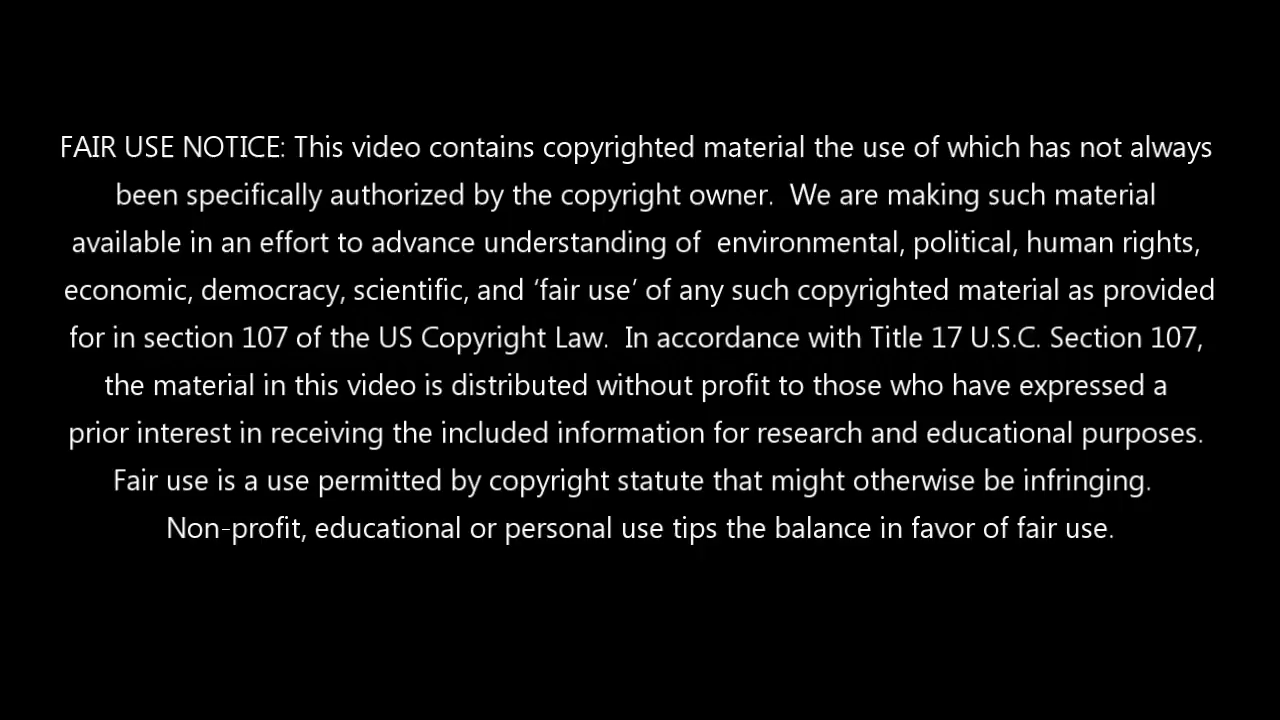 FAIR USE NOTICE: This video contains copyrighted material the use of which has not always
been specifically authorized by the copyright owner.  We are making such material
available in an effort to advance understanding of  environmental, political, human rights,
economic, democracy, scientific, and ‘fair use’ of any such copyrighted material as provided
for in section 107 of the US Copyright Law.  In accordance with Title 17 U.S.C. Section 107,
the material in this video is distributed without profit to those who have expressed a
prior interest in receiving the included information for research and educational purposes.
Fair use is a use permitted by copyright statute that might otherwise be infringing.
Non-profit, educational or personal use tips the balance in favor of fair use.